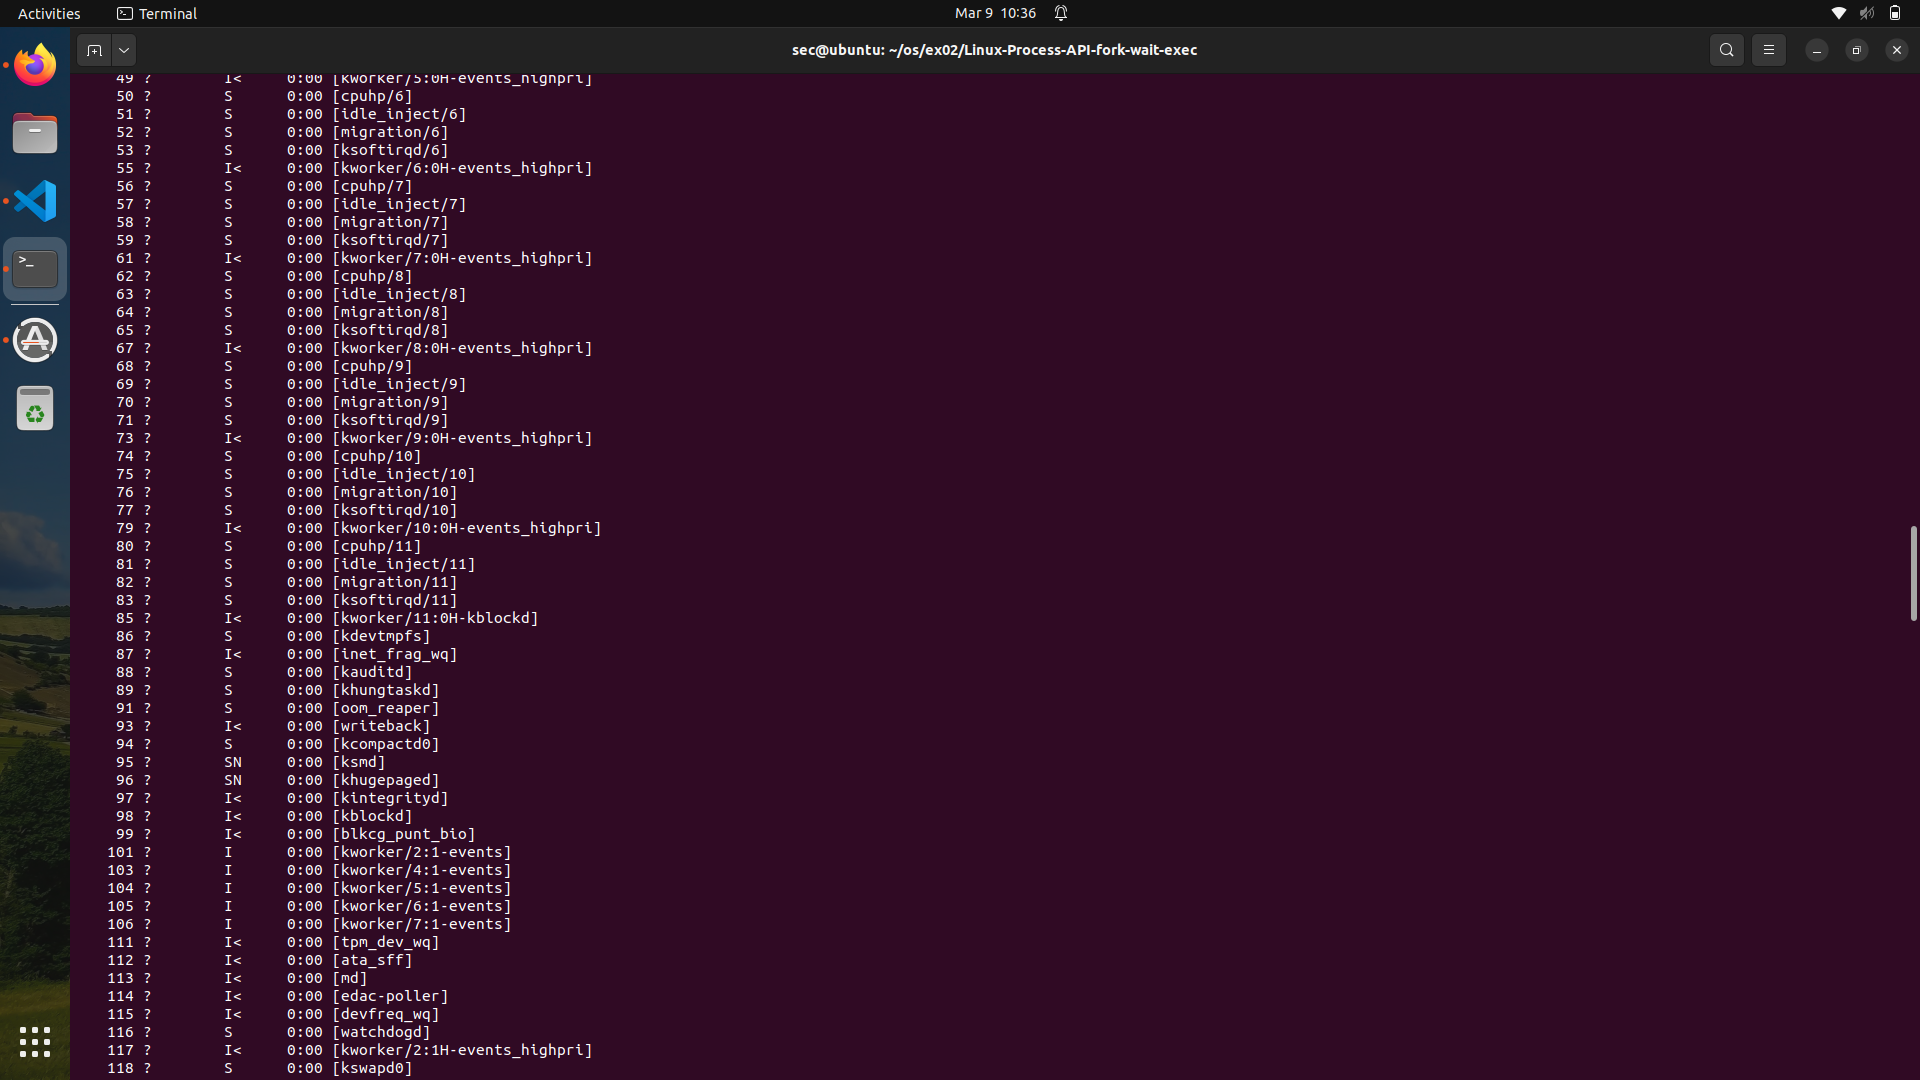 Activities Terminal Mar 9 10:36
sec@ubuntu: ~/os/ex02/Linux-Process-API-fork-wait-exec
49 ? I< 0:00 [kworker/5:0H-events_highpri]
50 ? S 0:00 [cpuhp/6]
51 ? S 0:00 [idle_inject/6]
52 ? S 0:00 [migration/6]
53 ? S 0:00 [ksoftirqd/6]
55 ? I< 0:00 [kworker/6:0H-events_highpri]
56 ? S 0:00 [cpuhp/7]
57 ? S 0:00 [idle_inject/7]
58 ? S 0:00 [migration/7]
59 ? S 0:00 [ksoftirqd/7]
61 ? I< 0:00 [kworker/7:0H-events_highpri]
62 ? S 0:00 [cpuhp/8]
63 ? S 0:00 [idle_inject/8]
64 ? S 0:00 [migration/8]
65 ? S 0:00 [ksoftirqd/8]
67 ? I< 0:00 [kworker/8:0H-events_highpri]
68 ? S 0:00 [cpuhp/9]
69 ? S 0:00 [idle_inject/9]
70 ? S 0:00 [migration/9]
71 ? S 0:00 [ksoftirqd/9]
73 ? I< 0:00 [kworker/9:0H-events_highpri]
74 ? S 0:00 [cpuhp/10]
75 ? S 0:00 [idle_inject/10]
76 ? S 0:00 [migration/10]
77 ? S 0:00 [ksoftirqd/10]
79 ? I< 0:00 [kworker/10:0H-events_highpri]
80 ? S 0:00 [cpuhp/11]
81 ? S 0:00 [idle_inject/11]
82 ? S 0:00 [migration/11]
83 ? S 0:00 [ksoftirqd/11]
85 ? I< 0:00 [kworker/11:0H-kblockd]
86 ? S 0:00 [kdevtmpfs]
87 ? I< 0:00 [inet_frag_wq]
88 ? S 0:00 [kauditd]
89 ? S 0:00 [khungtaskd]
91 ? S 0:00 [oom_reaper]
93 ? I< 0:00 [writeback]
94 ? S 0:00 [kcompactd0]
95 ? SN 0:00 [ksmd]
96 ? SN 0:00 [khugepaged]
97 ? I< 0:00 [kintegrityd]
98 ? I< 0:00 [kblockd]
99 ? I< 0:00 [blkcg_punt_bio]
101 ? I 0:00 [kworker/2:1-events]
103 ? I 0:00 [kworker/4:1-events]
104 ? I 0:00 [kworker/5:1-events]
105 ? I 0:00 [kworker/6:1-events]
106 ? I 0:00 [kworker/7:1-events]
111 ? I< 0:00 [tpm_dev_wq]
112 ? I< 0:00 [ata_sff]
113 ? I< 0:00 [md]
114 ? I< 0:00 [edac-poller]
115 ? I< 0:00 [devfreq_wq]
116 ? S 0:00 [watchdogd]
117 ? I< 0:00 [kworker/2:1H-events_highpri]
118 ? S 0:00 [kswapd0]